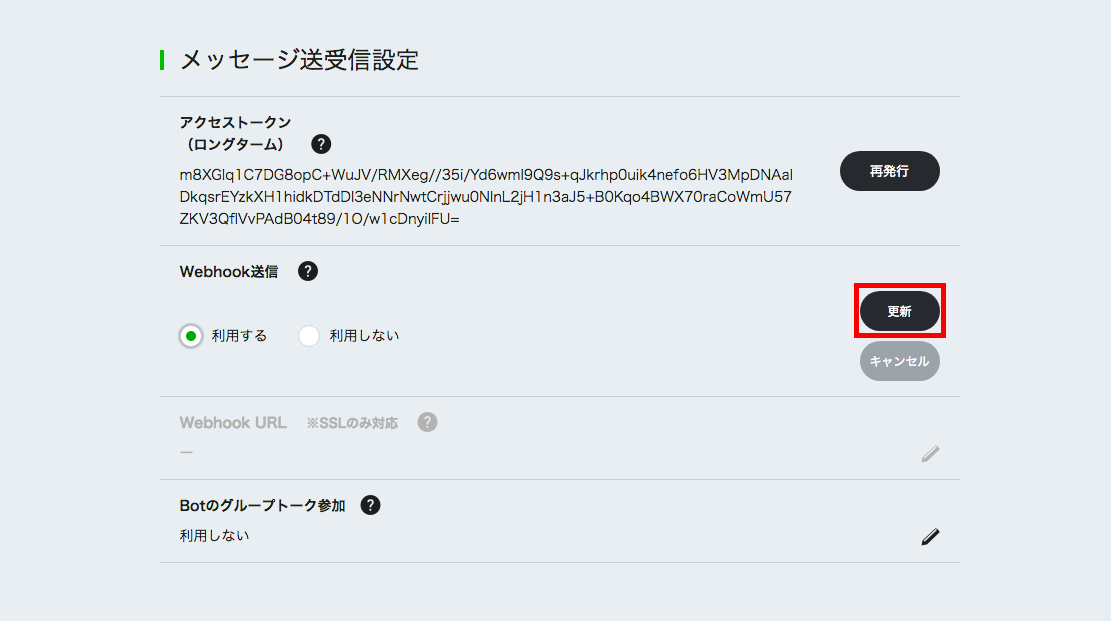 メッセージ送受信設定
アクセストークン
（ロングターム） ?
m8XGlq1C7DG8opC+WuJV/RMXeg//35i/Yd6wmI9Q9s+qJkrhp0uik4nefo6HV3MpDNAal
DkqsrEYzkXH1hidkDTdDl3eNNrNwtCrjjwu0NlnL2jH1n3aJ5+B0Kqo4BWX70raCoWmU57
ZKV3QflVvPAdB04t89/1O/w1cDnyilFU=
再発行
Webhook送信 ?
利用する 利用しない
更新
キャンセル
Webhook URL ※SSLのみ対応 ?
—
Botのグループトーク参加 ?
利用しない